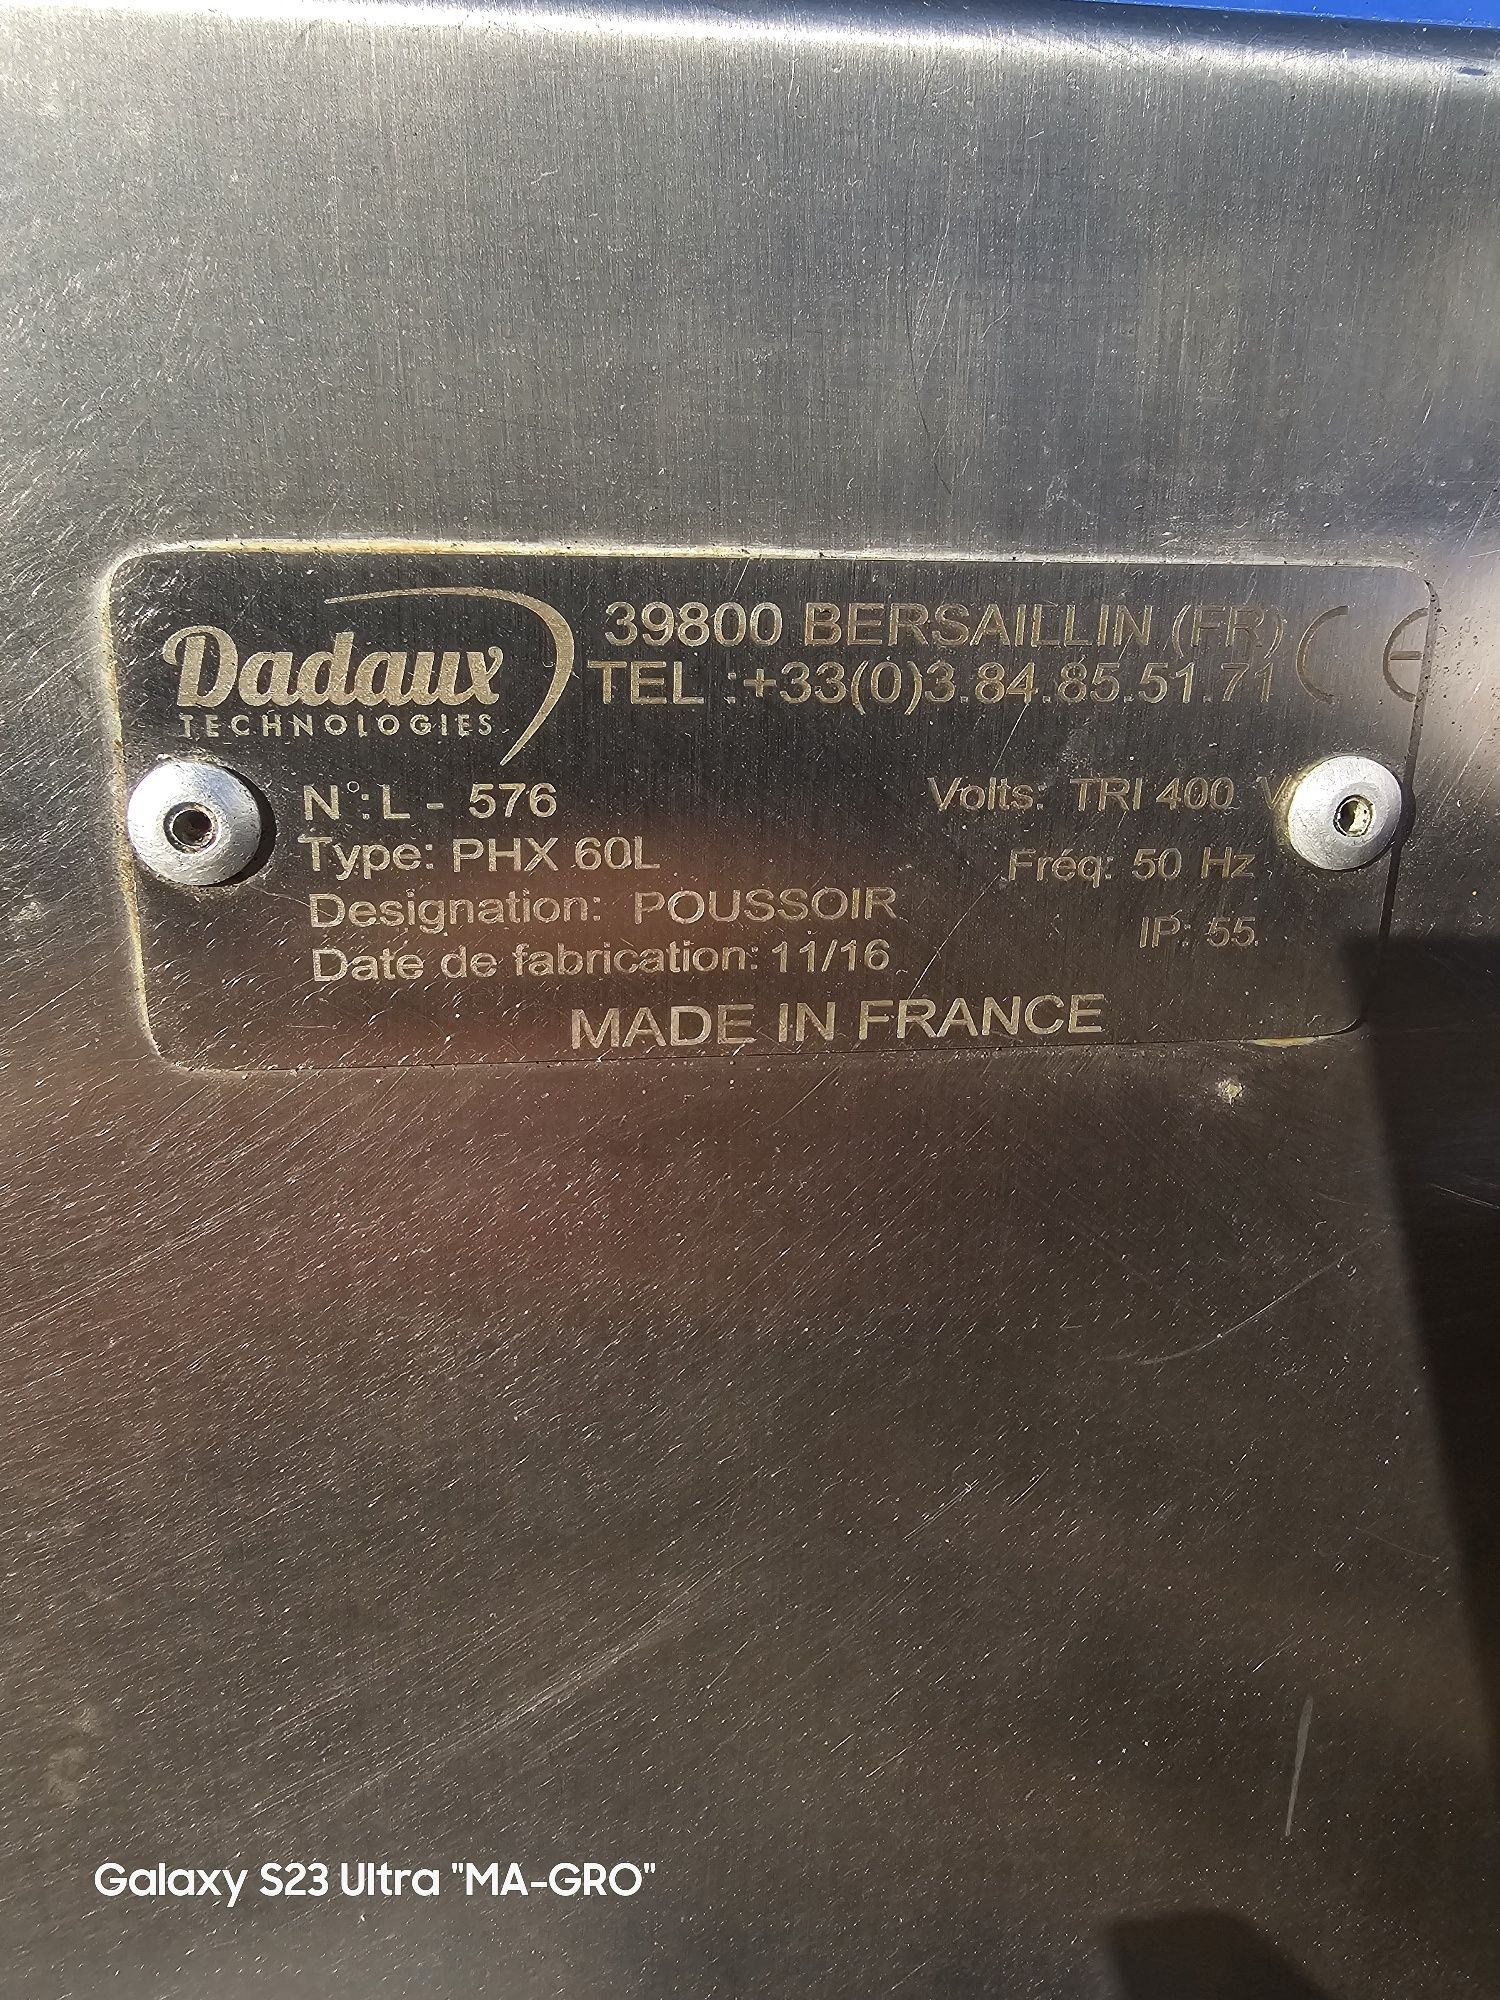 Dadaux
TECHNOLOGIES
39800 BERSAILLIN (FR)
TEL :+33(0)3.84.85.51.71
CE
N°:L - 576
Type: PHX 60L
Designation: POUSSOIR
Date de fabrication: 11/16
Volts: TRI 400 V
Fréq: 50 Hz
IP: 55
MADE IN FRANCE
Galaxy S23 Ultra "MA-GRO"